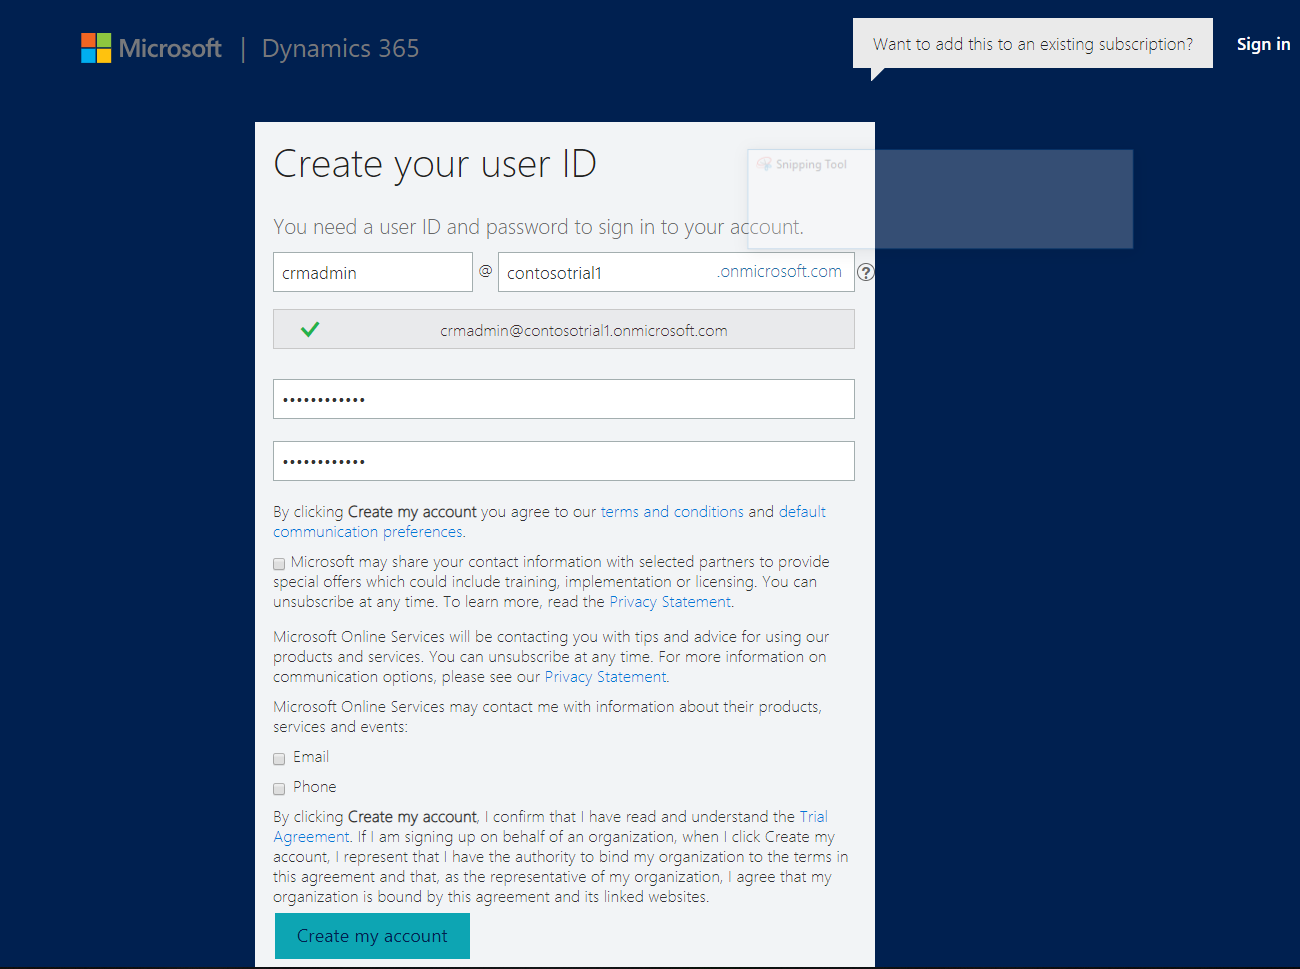 Microsoft | Dynamics 365
Want to add this to an existing subscription?
Sign in
Create your user ID
Snipping Tool
You need a user ID and password to sign in to your account.
crmadmin @ contosotrial1 .onmicrosoft.com ?
crmadmin@contosotrial1.onmicrosoft.com
••••••••••••
••••••••••••
By clicking Create my account you agree to our terms and conditions and default
communication preferences.
Microsoft may share your contact information with selected partners to provide
special offers which could include training, implementation or licensing. You can
unsubscribe at any time. To learn more, read the Privacy Statement.
Microsoft Online Services will be contacting you with tips and advice for using our
products and services. You can unsubscribe at any time. For more information on
communication options, please see our Privacy Statement.
Microsoft Online Services may contact me with information about their products,
services and events:
Email
Phone
By clicking Create my account, I confirm that I have read and understand the Trial
Agreement. If I am signing up on behalf of an organization, when I click Create my
account, I represent that I have the authority to bind my organization to the terms in
this agreement and that, as the representative of my organization, I agree that my
organization is bound by this agreement and its linked websites.
Create my account